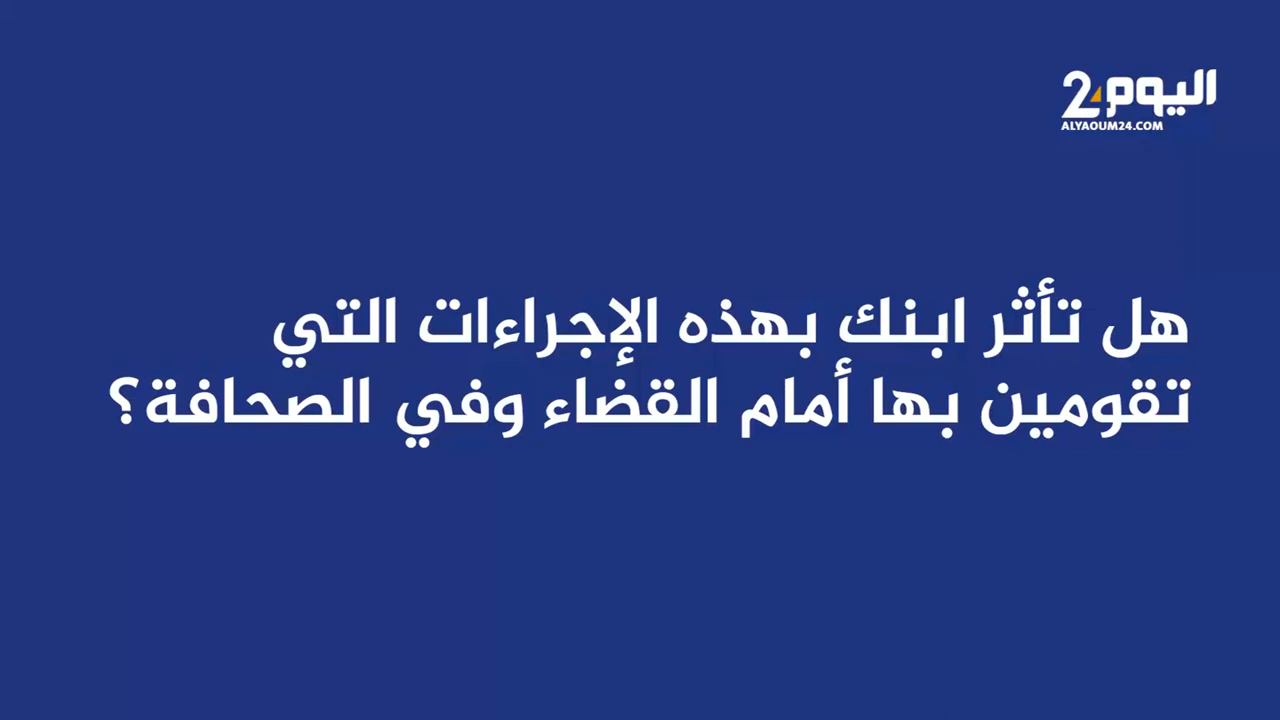 اليوم24
ALYAOUM24.COM
هل تأثر ابنك بهذه الإجراءات التي
تقومين بها أمام القضاء وفي الصحافة؟